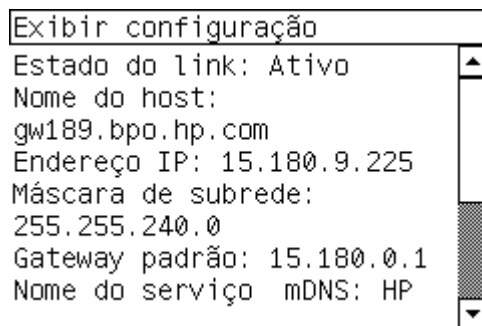 Exibir configuração
Estado do link: Ativo
Nome do host:
gw189.bpo.hp.com
Endereço IP: 15.180.9.225
Máscara de subrede:
255.255.240.0
Gateway padrão: 15.180.0.1
Nome do serviço  mDNS: HP